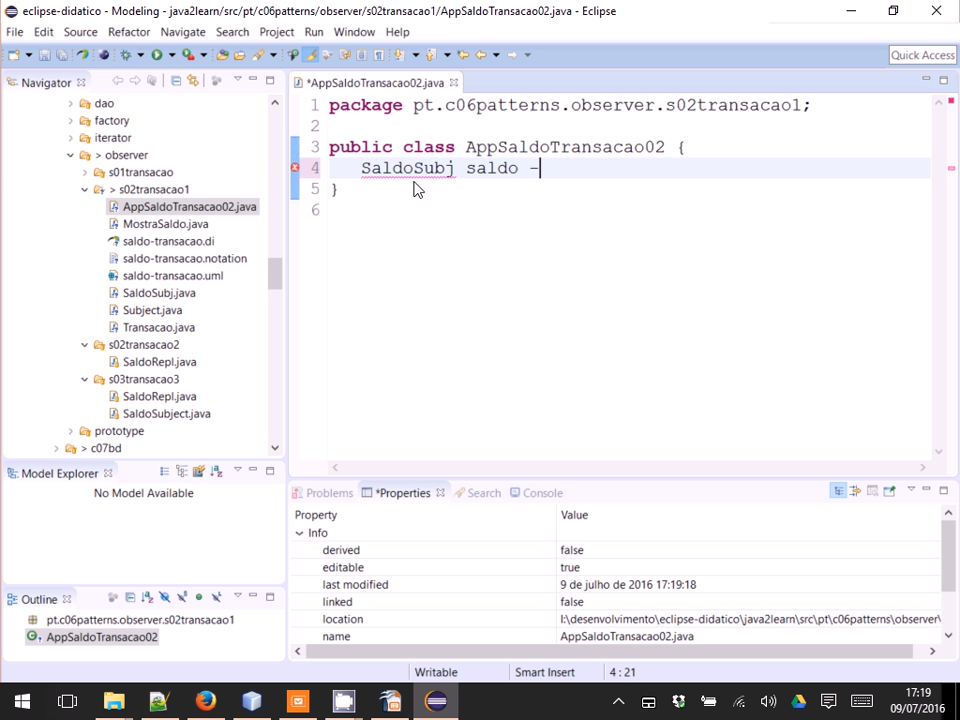 eclipse-didatico - Modeling - java2learn/src/pt/c06patterns/observer/s02transacao1/AppSaldoTransacao02.java - Eclipse
File Edit Source Refactor Navigate Search Project Run Window Help
Quick Access
Navigator
dao
factory
iterator
> observer
s01transacao
> s02transacao1
AppSaldoTransacao02.java
MostraSaldo.java
saldo-transacao.di
saldo-transacao.notation
saldo-transacao.uml
SaldoSubj.java
Subject.java
Transacao.java
s02transacao2
SaldoRepl.java
s03transacao3
SaldoRepl.java
SaldoSubject.java
prototype
> c07bd
*AppSaldoTransacao02.java
1 package pt.c06patterns.observer.s02transacao1;
2
3 public class AppSaldoTransacao02 {
4 SaldoSubj saldo -
5 }
6
Model Explorer
No Model Available
Outline
pt.c06patterns.observer.s02transacao1
AppSaldoTransacao02
Problems *Properties Search Console
Property Value
Info
derived false
editable true
last modified 9 de julho de 2016 17:19:18
linked false
location I:\desenvolvimento\eclipse-didatico\java2learn\src\pt\c06patterns\observer\
name AppSaldoTransacao02.java
Writable Smart Insert 4 : 21
17:19
09/07/2016